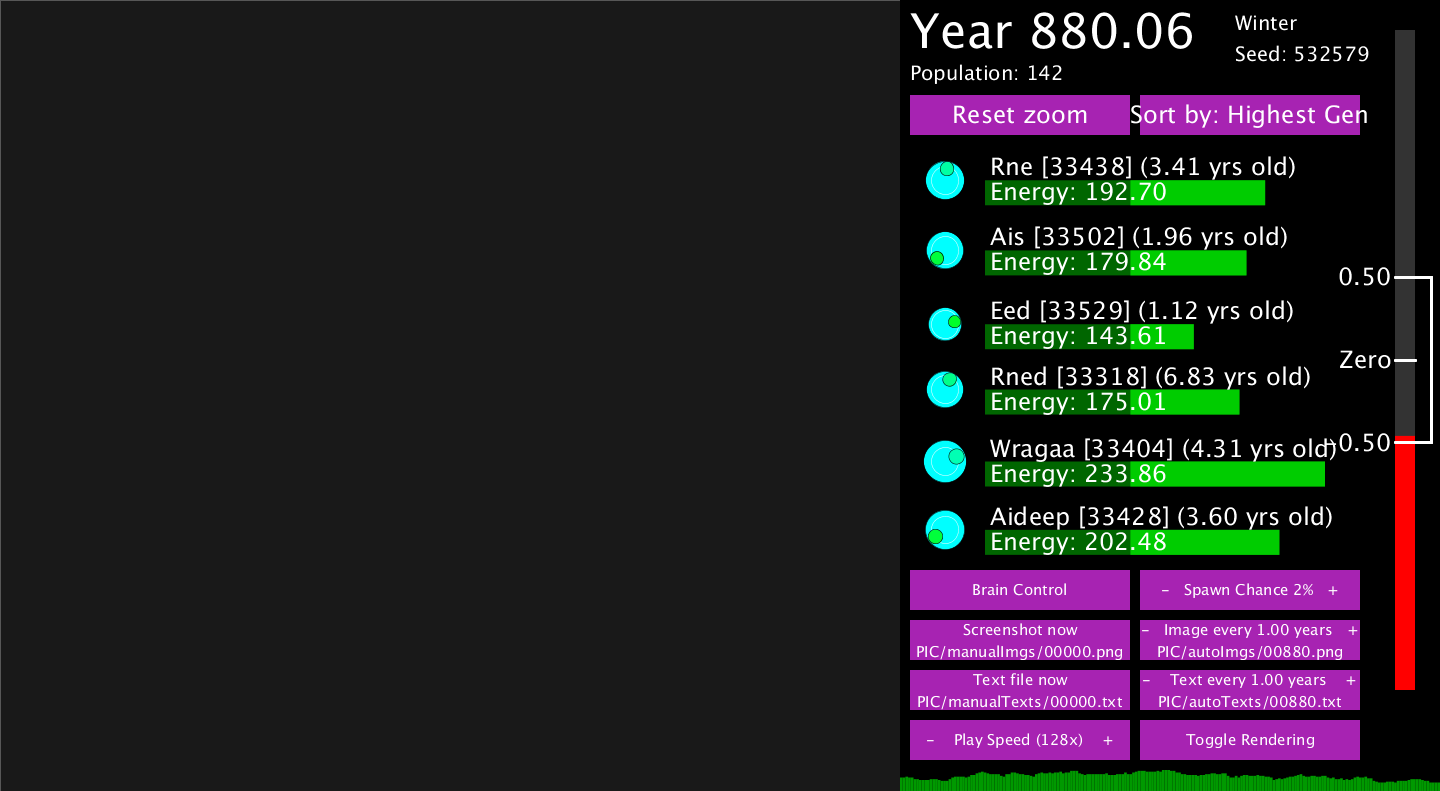 Year 880.06
Winter
Seed: 532579
Population: 142
Reset zoom
Sort by: Highest Gen
Rne [33438] (3.41 yrs old)
Energy: 192.70
Ais [33502] (1.96 yrs old)
Energy: 179.84
Eed [33529] (1.12 yrs old)
Energy: 143.61
Rned [33318] (6.83 yrs old)
Energy: 175.01
Wragaa [33404] (4.31 yrs old)
Energy: 233.86
Aideep [33428] (3.60 yrs old)
Energy: 202.48
0.50
Zero
-0.50
Brain Control
- Spawn Chance 2% +
Screenshot now
PIC/manualImgs/00000.png
- Image every 1.00 years +
PIC/autoImgs/00880.png
Text file now
PIC/manualTexts/00000.txt
- Text every 1.00 years +
PIC/autoTexts/00880.txt
- Play Speed (128x) +
Toggle Rendering